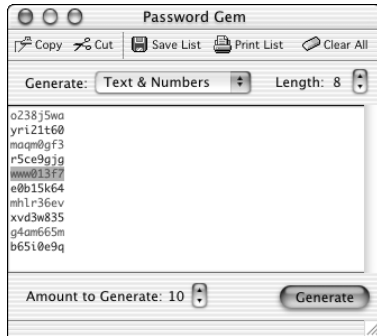 Password Gem
Copy Cut Save List Print List Clear All
Generate: Text & Numbers Length: 8
o238j5wa
yri21t60
maqm0gf3
r5ce9gjg
www013f7
e0b15k64
mhlr36ev
xvd3w835
g4am665m
b65i0e9q
Amount to Generate: 10 Generate